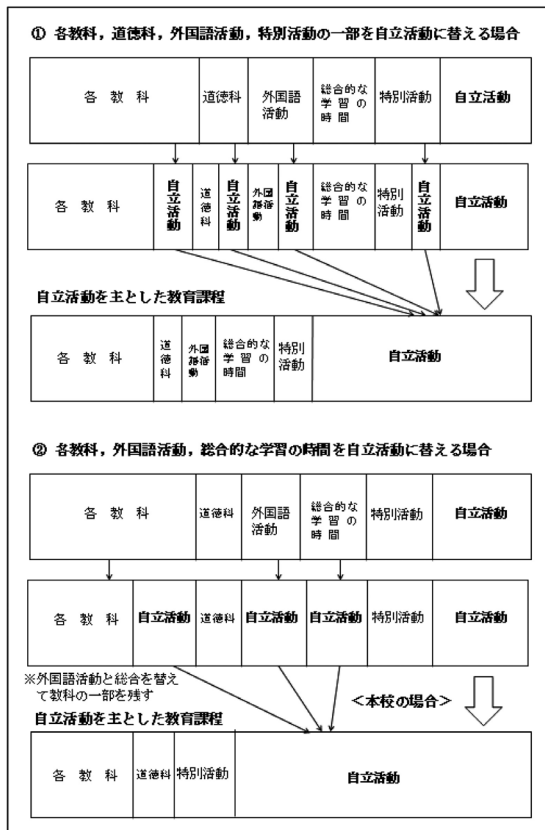 ① 各教科，道徳科，外国語活動，特別活動の一部を自立活動に替える場合
各教科
道徳科
外国語
活動
総合的な
学習の
時間
特別活動
自立活動
各教科
自立活動
道徳科
自立活動
外国語活動
自立活動
総合的な
学習の
時間
特別
活動
自立活動
自立活動
自立活動を主とした教育課程
各教科
道徳科
外国語活動
総合的な
学習の
時間
特別
活動
自立活動
② 各教科，外国語活動，総合的な学習の時間を自立活動に替える場合
各教科
道徳科
外国語
活動
総合的な
学習の
時間
特別活動
自立活動
各教科
自立活動
道徳科
自立活動
自立活動
特別活動
自立活動
※外国語活動と総合を替え
て教科の一部を残す
＜本校の場合＞
自立活動を主とした教育課程
各教科
道徳科
特別活動
自立活動